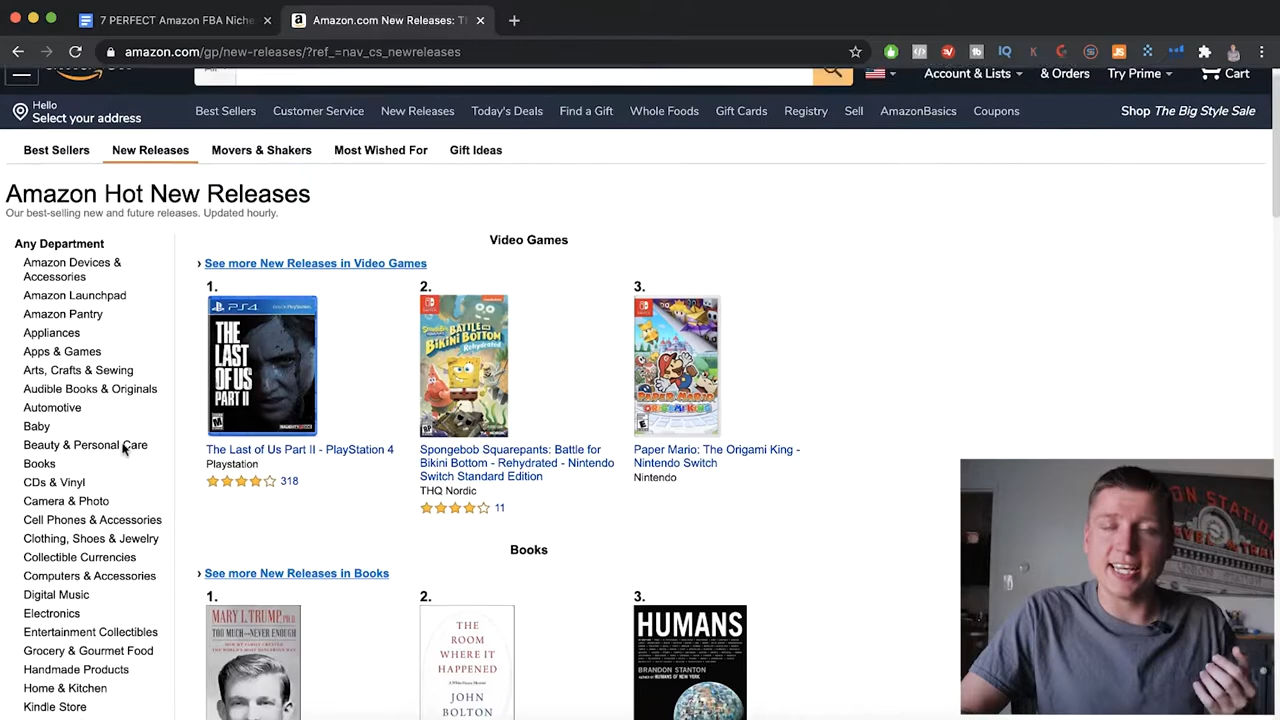 7 PERFECT Amazon FBA Niche
Amazon.com New Releases: T
amazon.com/gp/new-releases/?ref_=nav_cs_newreleases
Account & Lists
& Orders
Try Prime
Cart
Hello
Select your address
Best Sellers
Customer Service
New Releases
Today's Deals
Find a Gift
Whole Foods
Gift Cards
Registry
Sell
AmazonBasics
Coupons
Shop The Big Style Sale
Best Sellers
New Releases
Movers & Shakers
Most Wished For
Gift Ideas
Amazon Hot New Releases
Our best-selling new and future releases. Updated hourly.
Any Department
Amazon Devices &
Accessories
Amazon Launchpad
Amazon Pantry
Appliances
Apps & Games
Arts, Crafts & Sewing
Audible Books & Originals
Automotive
Baby
Beauty & Personal Care
Books
CDs & Vinyl
Camera & Photo
Cell Phones & Accessories
Clothing, Shoes & Jewelry
Collectible Currencies
Computers & Accessories
Digital Music
Electronics
Entertainment Collectibles
Grocery & Gourmet Food
Handmade Products
Home & Kitchen
Kindle Store
Video Games
› See more New Releases in Video Games
1.
PS4
THE
LAST
OF US
PART II
The Last of Us Part II - PlayStation 4
Playstation
318
2.
BATTLE
BIKINI BOTTOM
Rehydrated
Spongebob Squarepants: Battle for
Bikini Bottom - Rehydrated - Nintendo
Switch Standard Edition
THQ Nordic
11
3.
PAPER MARIO
Paper Mario: The Origami King -
Nintendo Switch
Nintendo
Books
› See more New Releases in Books
1.
MARY L. TRUMP, PH.D.
TOO MUCH AND NEVER ENOUGH
2.
THE
ROOM
WHERE IT
HAPPENED
JOHN
BOLTON
3.
HUMANS
BRANDON
STANTON